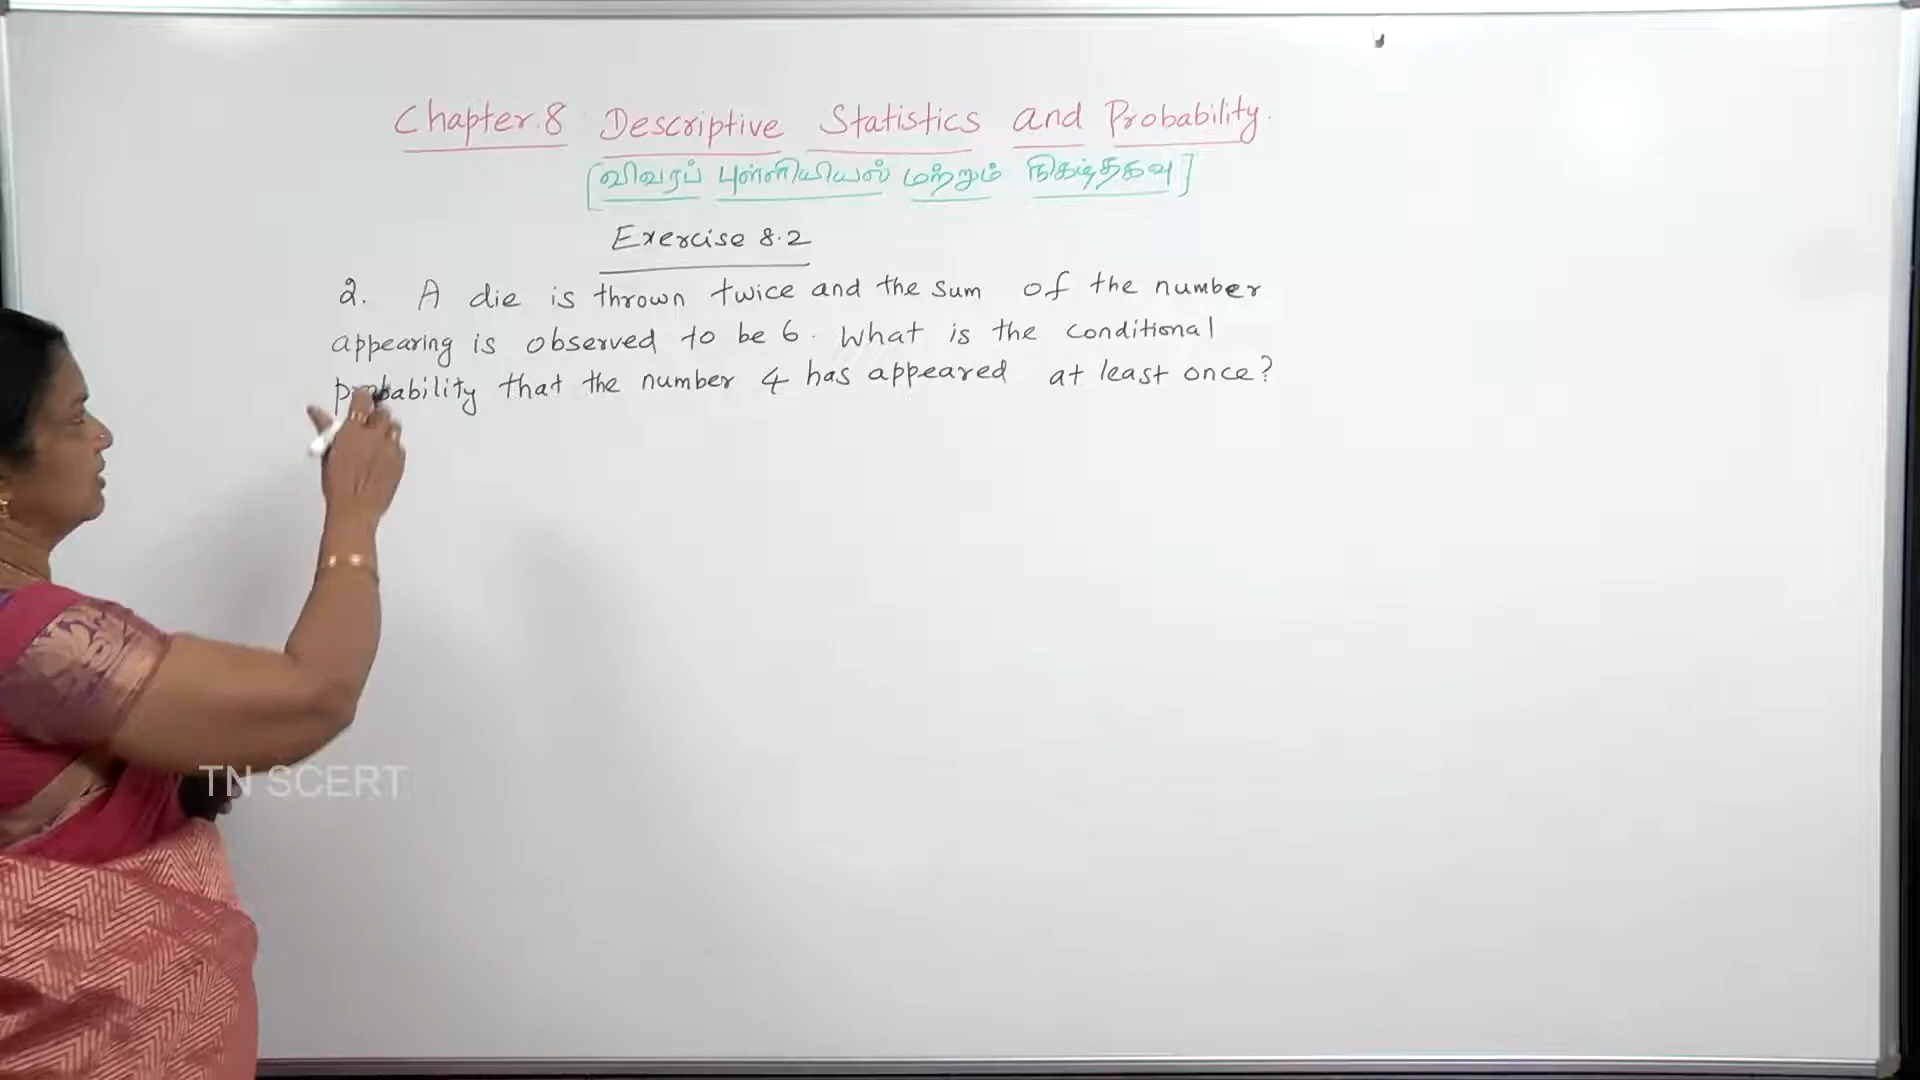 Chapter.8 Descriptive Statistics and Probability.
[விவரப் புள்ளியியல் மற்றும் நிகழ்தகவு]
Exercise 8.2
2. A die is thrown twice and the sum of the number
appearing is observed to be 6. What is the conditional
probability that the number 4 has appeared at least once?
TN SCERT